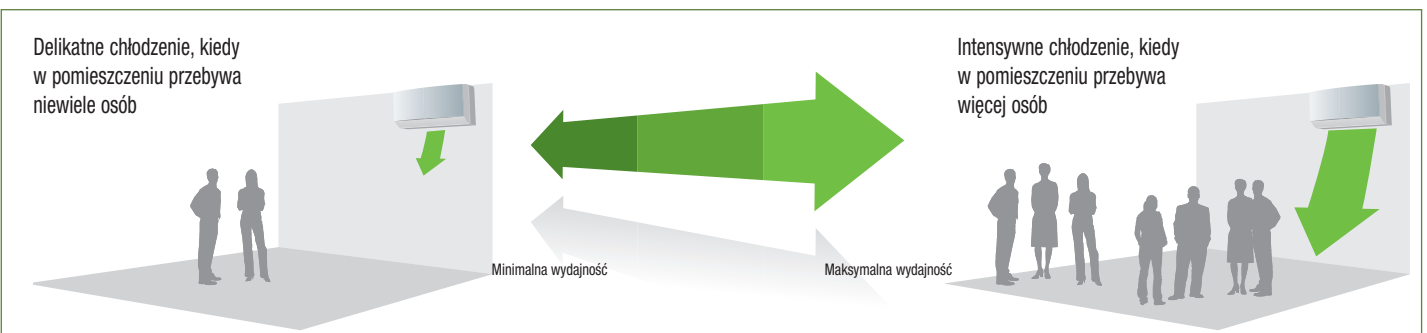 Delikatne chłodzenie, kiedy
w pomieszczeniu przebywa
niewiele osób
Minimalna wydajność
Maksymalna wydajność
Intensywne chłodzenie, kiedy
w pomieszczeniu przebywa
więcej osób